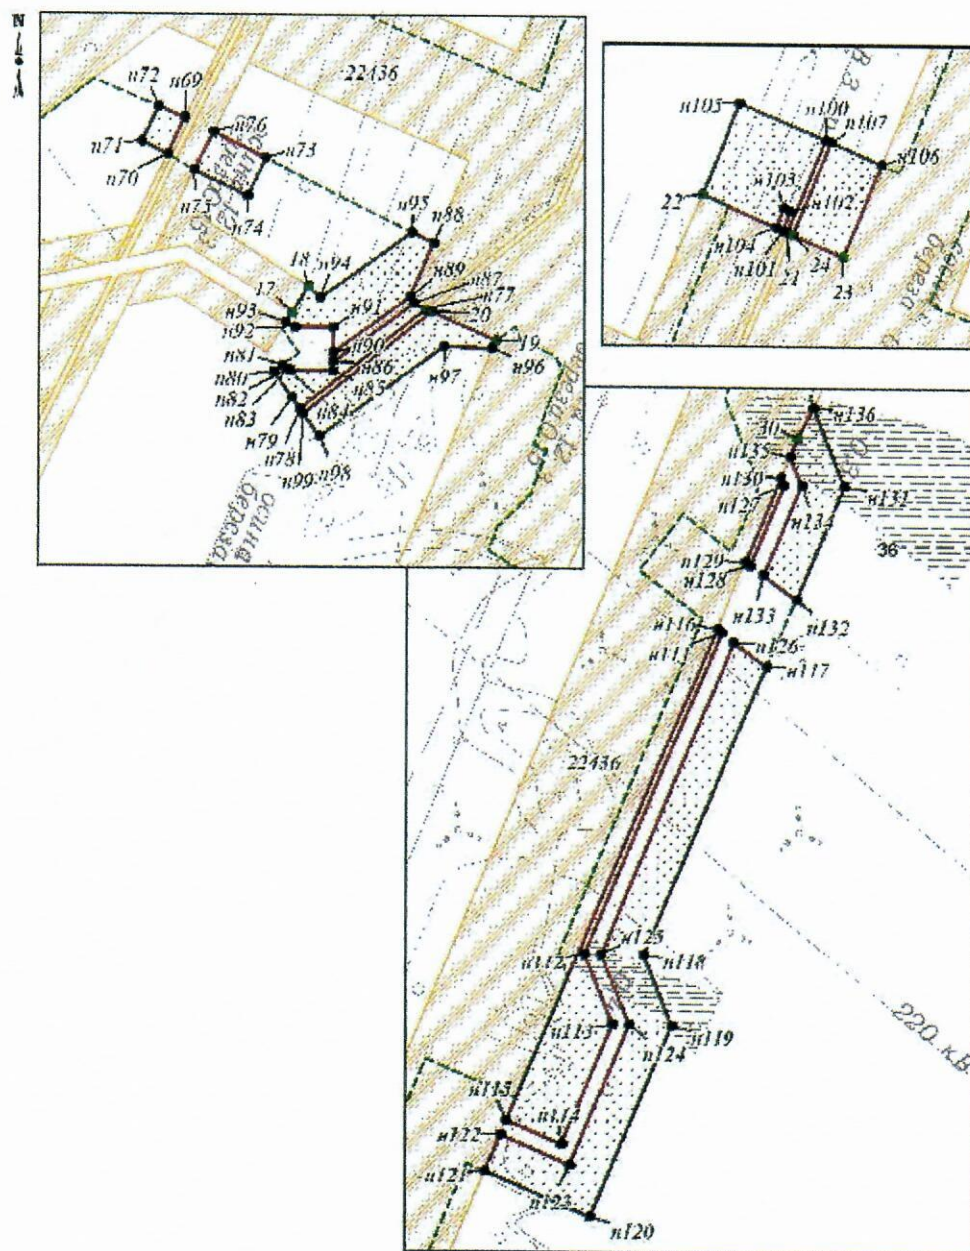 N
22436
н72
н69
н71
н76
н70
н73
н75
н74
н95
н88
18
н94
н89
17
н87
н93
н91
н77
н92
20
19
н81
н90
н80
н86
н96
н82
н85
н97
н83
н84
н79
н78
н98
н99
осина
береза
н105
н100
н107
н106
н103
22
н102
н104
н101
21
24
23
н136
30
н135
н130
н127
н131
н134
36
н129
н128
н133
н132
н116
н126
н111
н117
22436
н112
н125
н118
н113
н124
н119
220 кв.
н115
н114
н122
н121
н123
н120